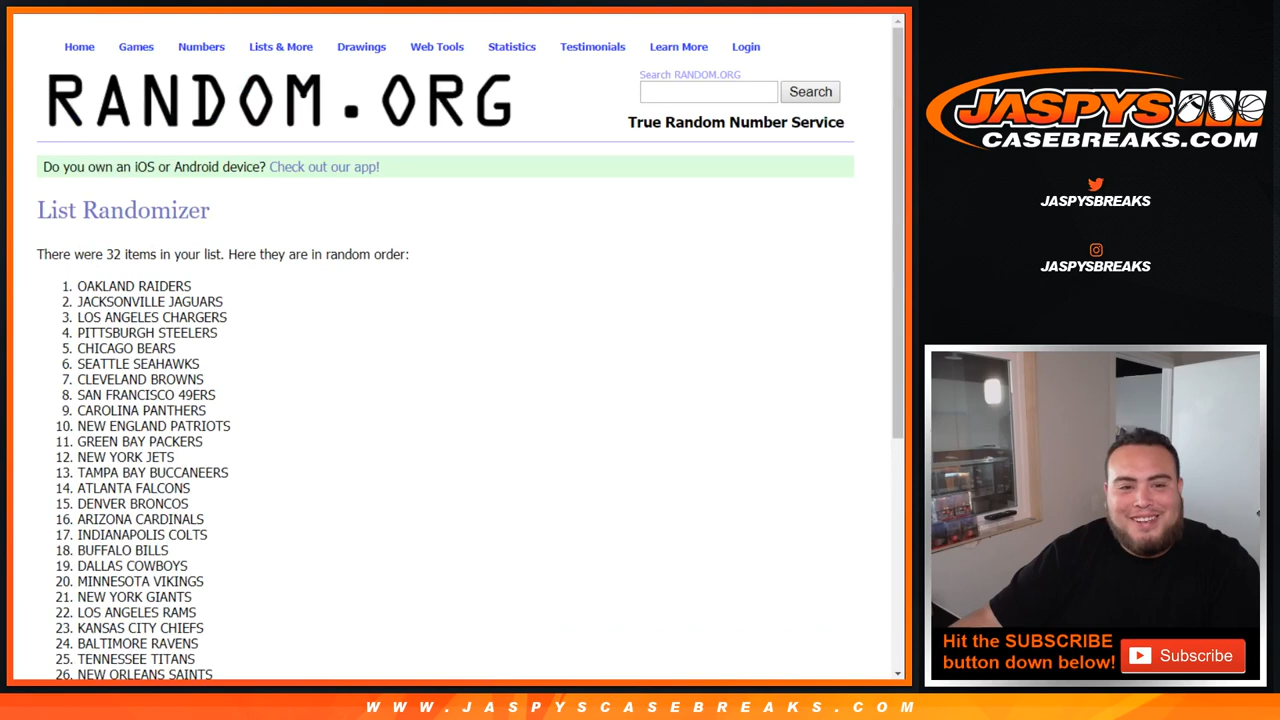 Home Games Numbers Lists & More Drawings Web Tools Statistics Testimonials Learn More Login
RANDOM.ORG
Search RANDOM.ORG
Search
True Random Number Service
Do you own an iOS or Android device? Check out our app!
List Randomizer
There were 32 items in your list. Here they are in random order:
1. OAKLAND RAIDERS
2. JACKSONVILLE JAGUARS
3. LOS ANGELES CHARGERS
4. PITTSBURGH STEELERS
5. CHICAGO BEARS
6. SEATTLE SEAHAWKS
7. CLEVELAND BROWNS
8. SAN FRANCISCO 49ERS
9. CAROLINA PANTHERS
10. NEW ENGLAND PATRIOTS
11. GREEN BAY PACKERS
12. NEW YORK JETS
13. TAMPA BAY BUCCANEERS
14. ATLANTA FALCONS
15. DENVER BRONCOS
16. ARIZONA CARDINALS
17. INDIANAPOLIS COLTS
18. BUFFALO BILLS
19. DALLAS COWBOYS
20. MINNESOTA VIKINGS
21. NEW YORK GIANTS
22. LOS ANGELES RAMS
23. KANSAS CITY CHIEFS
24. BALTIMORE RAVENS
25. TENNESSEE TITANS
26. NEW ORLEANS SAINTS
JASPYS
CASEBREAKS.COM
JASPYSBREAKS
JASPYSBREAKS
Hit the SUBSCRIBE
button down below!
Subscribe
WWW.JASPYSCASEBREAKS.COM